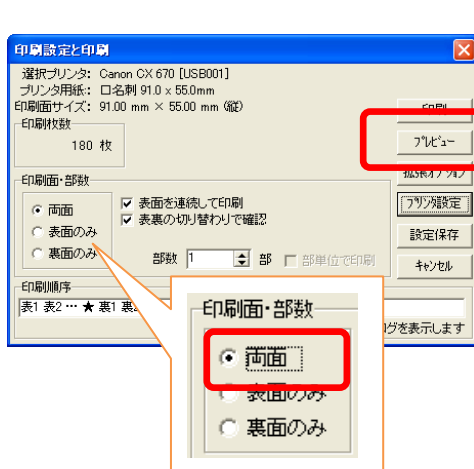 印刷設定と印刷
選択プリンタ: Canon CX 670 [USB001]
プリンタ用紙: 口名刺 91.0 x 55.0mm
印刷面サイズ: 91.00 mm × 55.00 mm (縦)
印刷枚数
180 枚
印刷
プレビュー
拡張オプション
プリンタ設定
設定保存
キャンセル
印刷面・部数
両面
表面のみ
裏面のみ
表面を連続して印刷
表裏の切り替わりで確認
部数 1 部 部単位で印刷
印刷順序
表1 表2 … ★ 裏1
グを表示します
印刷面・部数
両面
表面のみ
裏面のみ